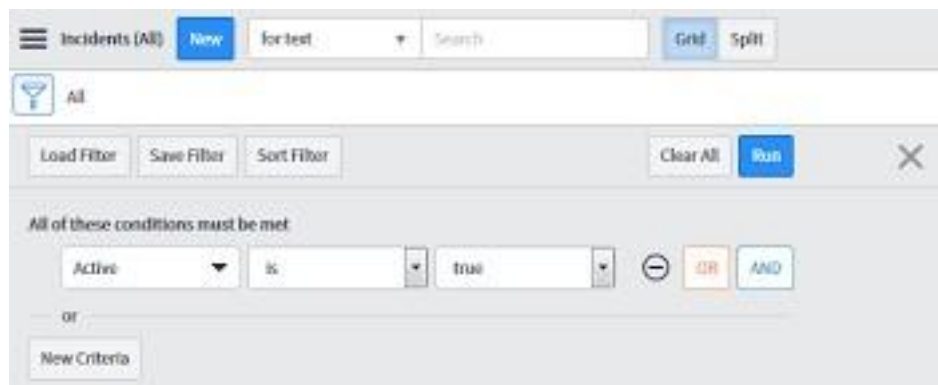 Incidents (All) New for text Search Grid Split
All
Load Filter Save Filter Sort Filter Clear All Run
All of these conditions must be met
Active is true OR AND
or
New Criteria